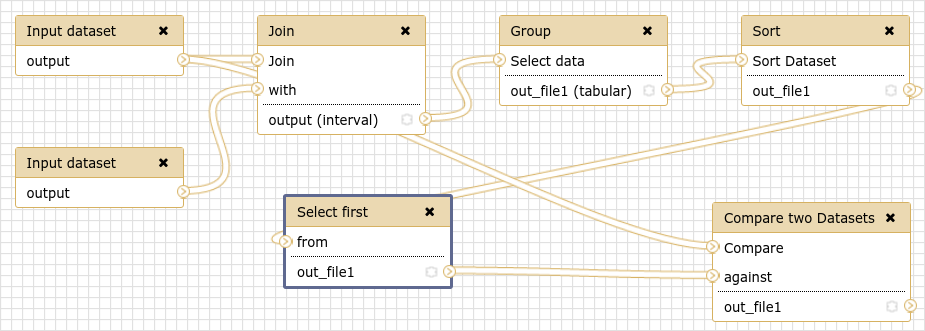 Input dataset
output
Join
Join
with
output (interval)
Group
Select data
out_file1 (tabular)
Sort
Sort Dataset
out_file1
Input dataset
output
Select first
from
out_file1
Compare two Datasets
Compare
against
out_file1